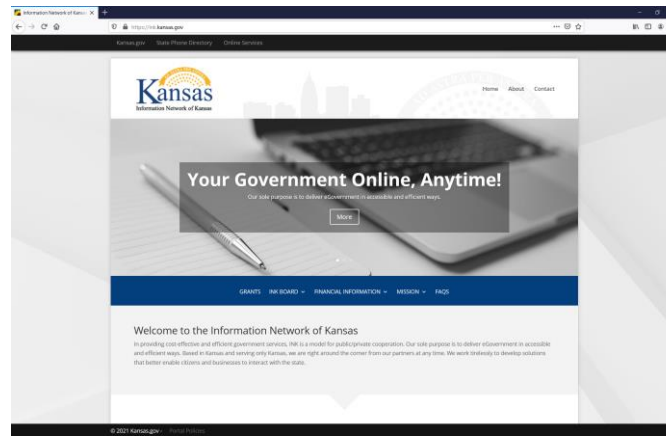 Information Network of Kansas
https://ink.kansas.gov
Kansas.gov State Phone Directory Online Services
Kansas
Information Network of Kansas
Home About Contact
Your Government Online, Anytime!
Our sole purpose is to deliver eGovernment in accessible and efficient ways.
More
GRANTS INK BOARD FINANCIAL INFORMATION MISSION FAQS
Welcome to the Information Network of Kansas
In providing cost-effective and efficient government services, INK is a model for public/private cooperation. Our sole purpose is to deliver eGovernment in accessible
and efficient ways. Based in Kansas and serving only Kansas, we are right around the corner from our partners at any time. We work tirelessly to develop solutions
that better enable citizens and businesses to interact with the state.
© 2021 Kansas.gov - Portal Policies